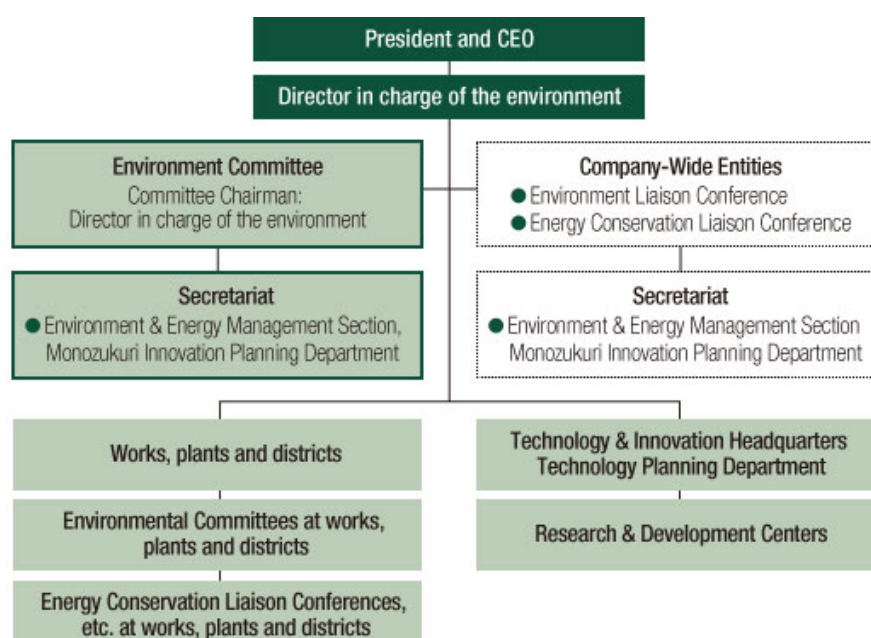 President and CEO
Director in charge of the environment
Environment Committee
Committee Chairman:
Director in charge of the environment
Company-Wide Entities
● Environment Liaison Conference
● Energy Conservation Liaison Conference
Secretariat
● Environment & Energy Management Section,
Monozukuri Innovation Planning Department
Secretariat
● Environment & Energy Management Section
Monozukuri Innovation Planning Department
Works, plants and districts
Technology & Innovation Headquarters
Technology Planning Department
Environmental Committees at works,
plants and districts
Research & Development Centers
Energy Conservation Liaison Conferences,
etc. at works, plants and districts